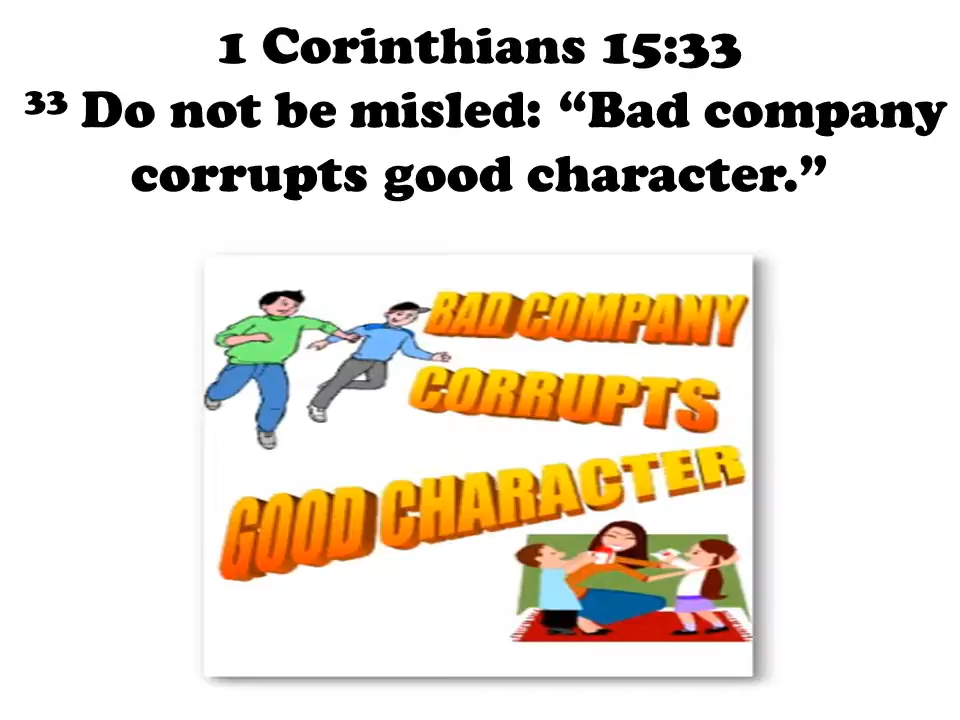 1 Corinthians 15:33
33 Do not be misled: “Bad company
corrupts good character.”
BAD COMPANY
CORRUPTS
GOOD CHARACTER